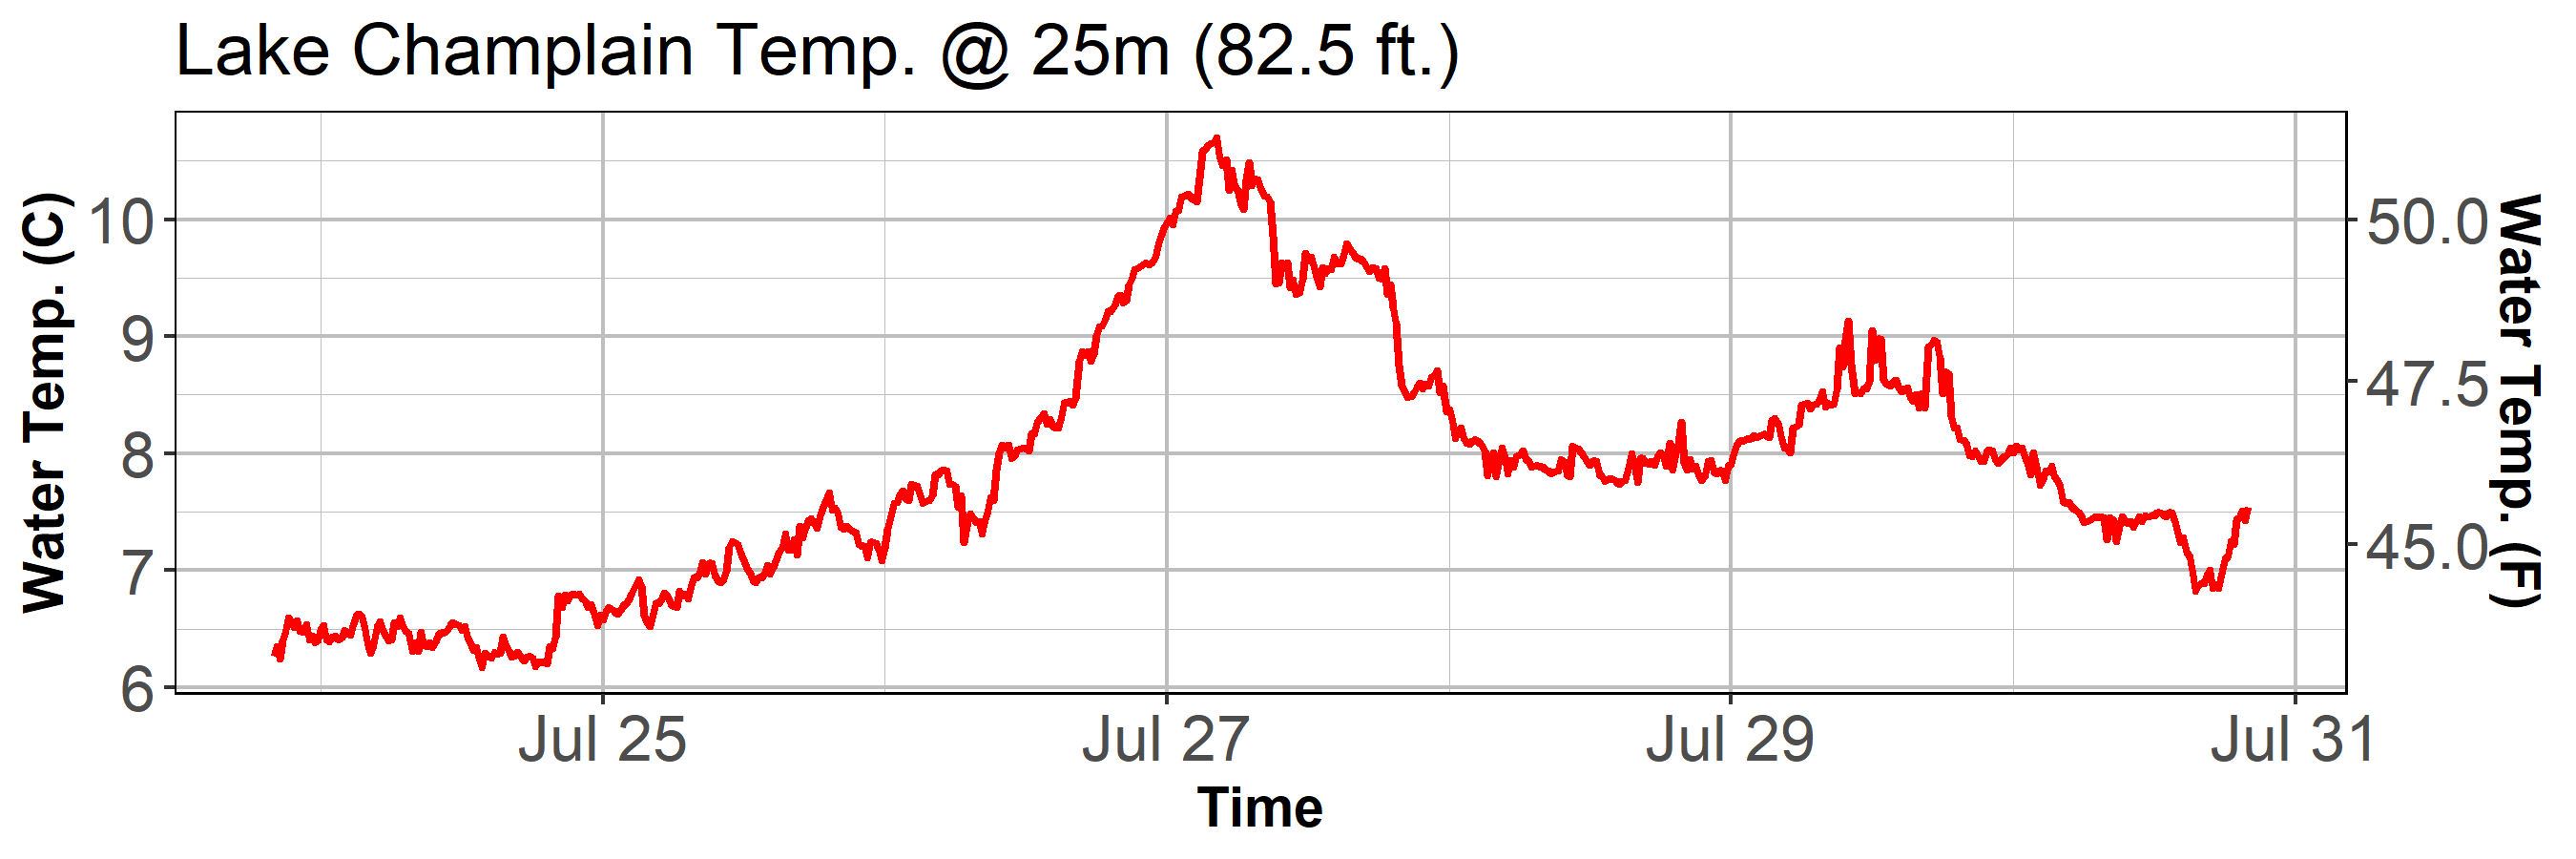 Lake Champlain Temp. @ 25m (82.5 ft.)
Water Temp. (C)
10
9
8
7
6
50.0
47.5
45.0
Water Temp. (F)
Jul 25 Jul 27 Jul 29 Jul 31
Time